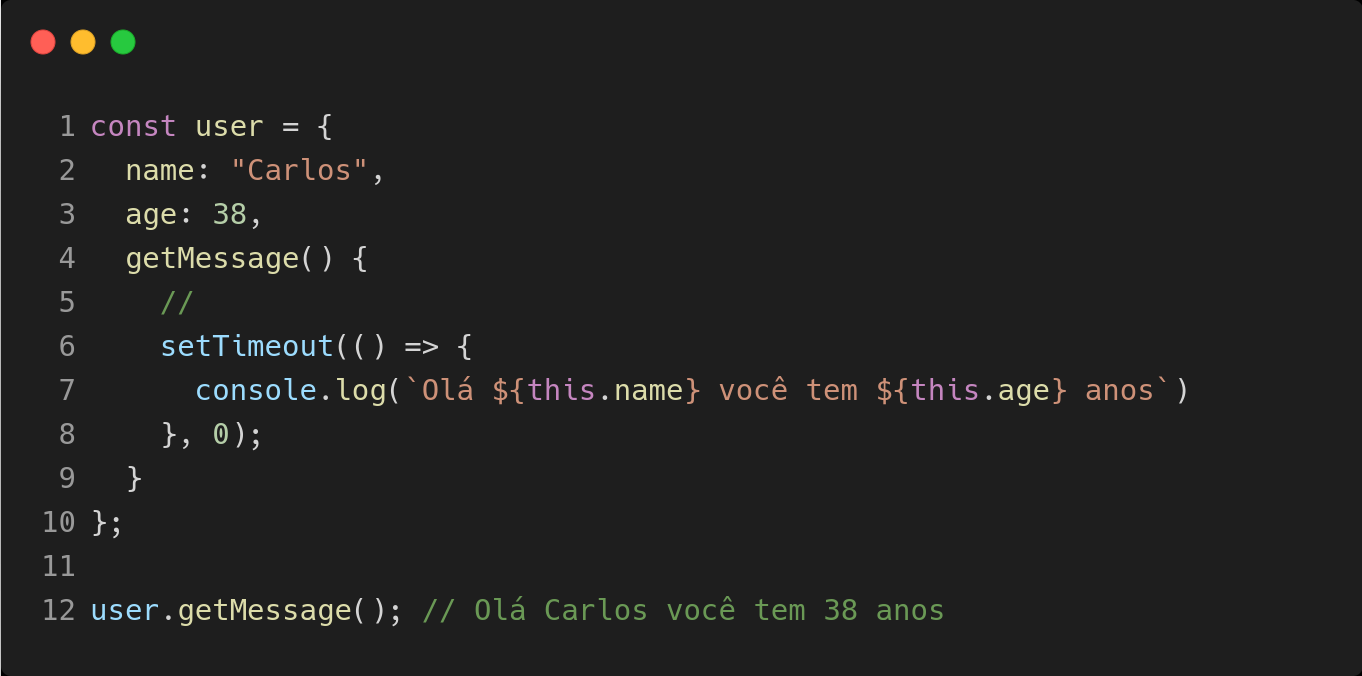 1 const user = {
2   name: "Carlos",
3   age: 38,
4   getMessage() {
5     //
6     setTimeout(() => {
7       console.log(`Olá ${this.name} você tem ${this.age} anos`)
8     }, 0);
9   }
10 };
11
12 user.getMessage(); // Olá Carlos você tem 38 anos